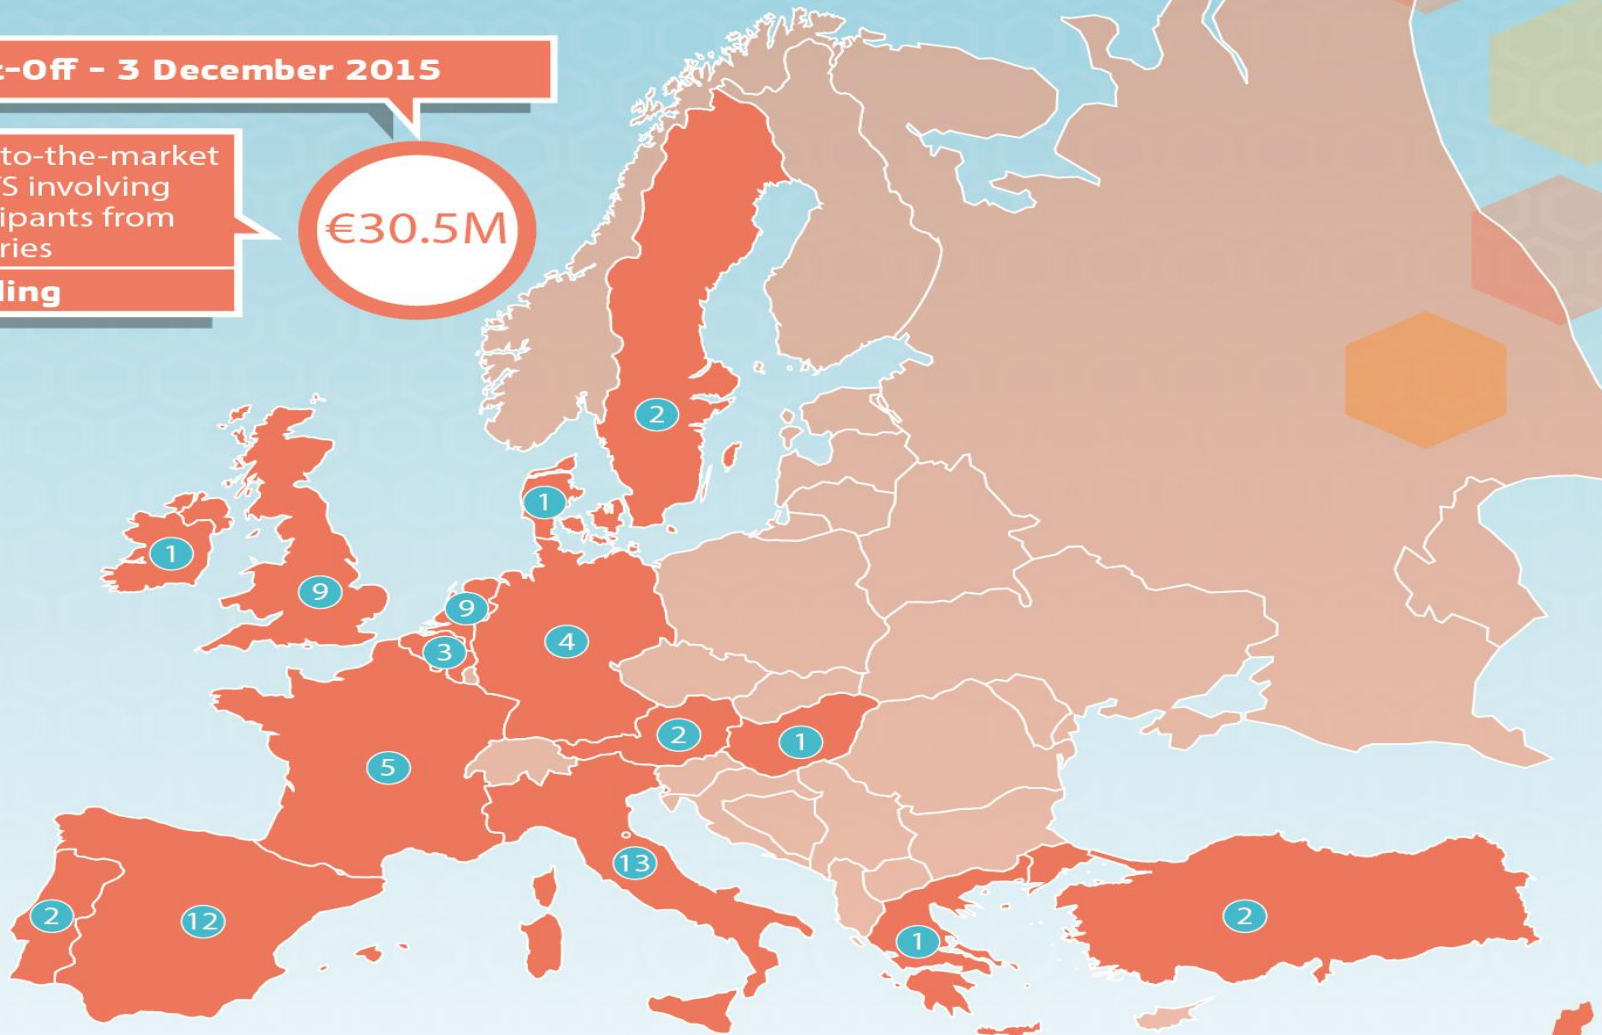 t-Off – 3 December 2015
to-the-market
S involving
ipants from
ries
ling
€30.5M
2
1
1
9
9
3
4
2
1
5
13
2
12
1
2